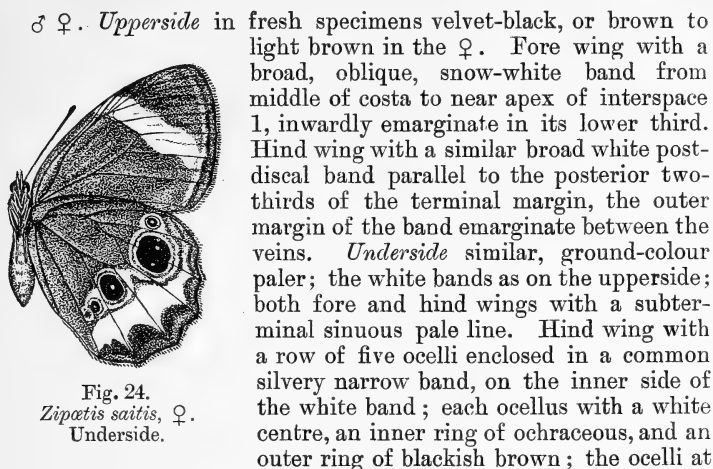 ♂ ♀. Upperside in fresh specimens velvet-black, or brown to
light brown in the ♀. Fore wing with a
broad, oblique, snow-white band from
middle of costa to near apex of interspace
1, inwardly emarginate in its lower third.
Hind wing with a similar broad white post-
discal band parallel to the posterior two-
thirds of the terminal margin, the outer
margin of the band emarginate between the
veins. Underside similar, ground-colour
paler; the white bands as on the upperside;
both fore and hind wings with a subter-
minal sinuous pale line. Hind wing with
a row of five ocelli enclosed in a common
silvery narrow band, on the inner side of
the white band; each ocellus with a white
centre, an inner ring of ochraceous, and an
outer ring of blackish brown; the ocelli at
Fig. 24.
Zipœtis saitis, ♀.
Underside.